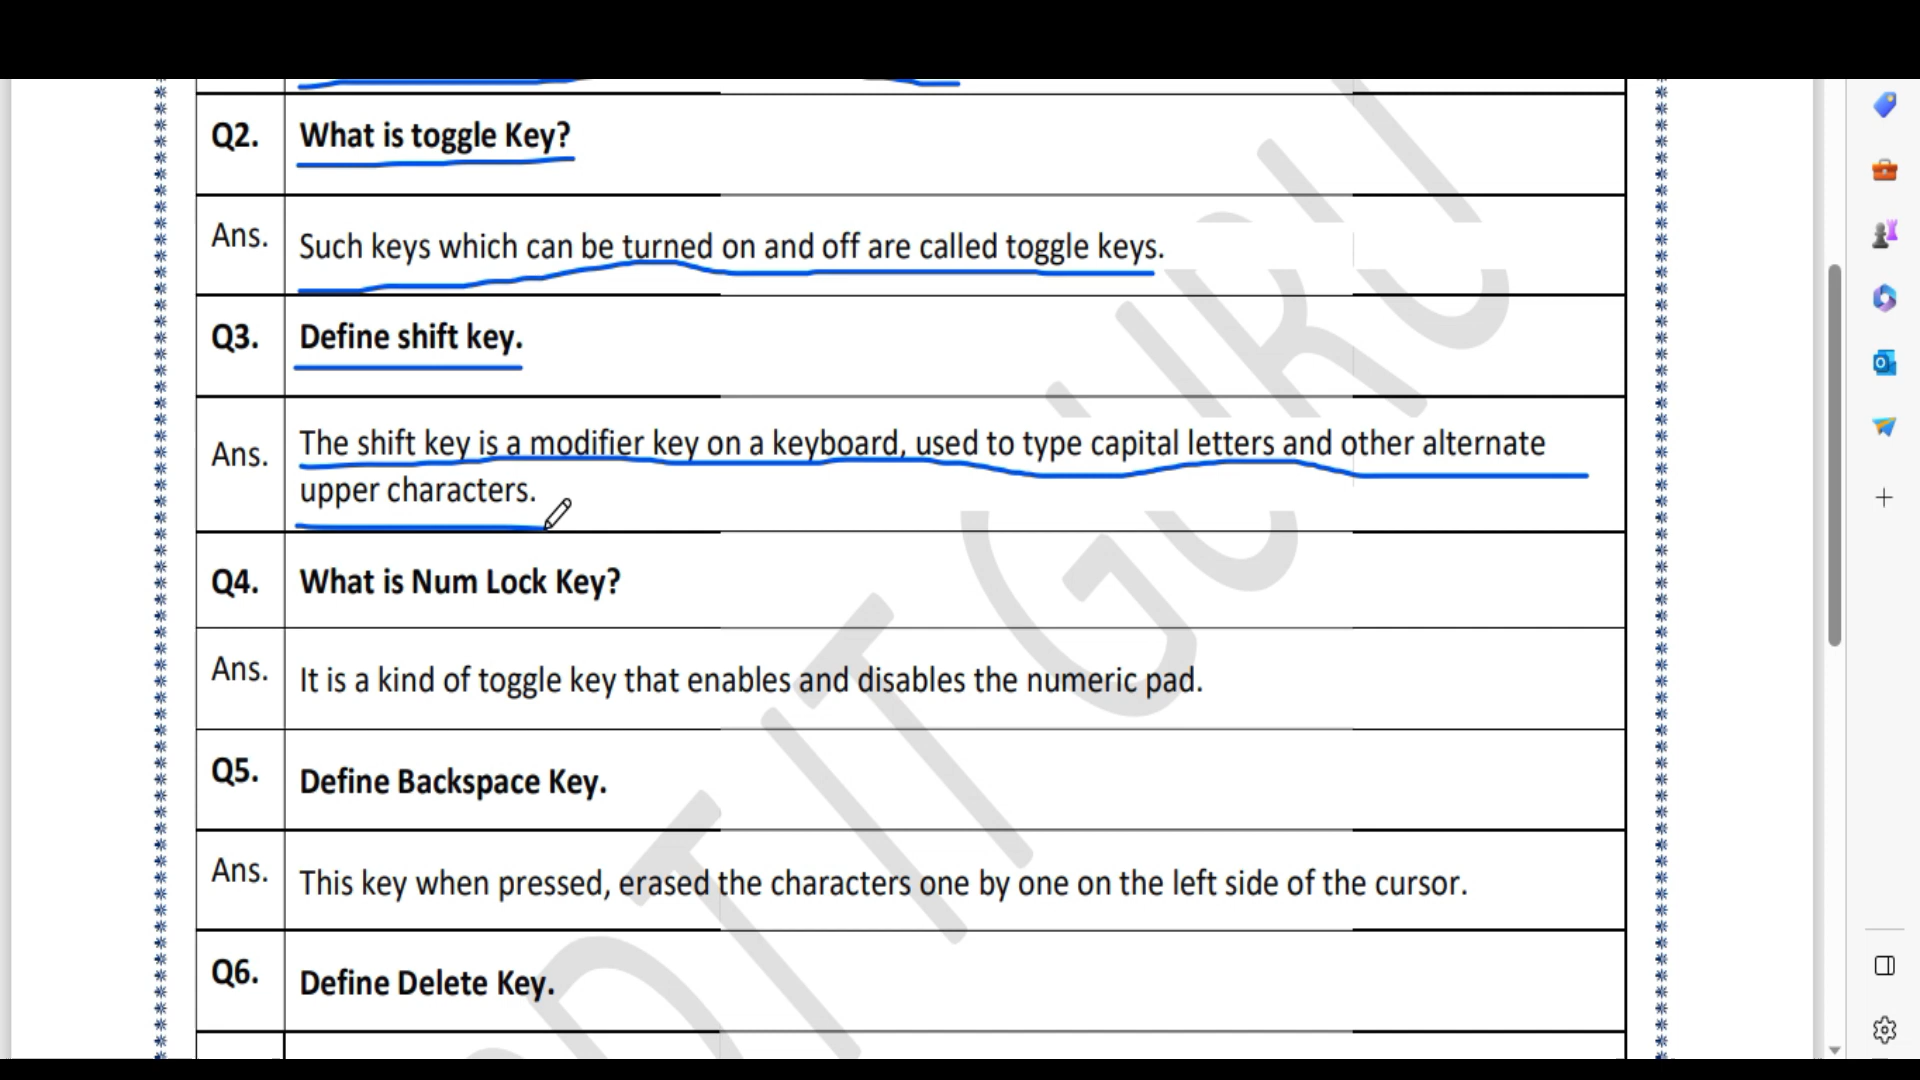 Q2. What is toggle Key?
Ans. Such keys which can be turned on and off are called toggle keys.
Q3. Define shift key.
Ans. The shift key is a modifier key on a keyboard, used to type capital letters and other alternate
upper characters.
Q4. What is Num Lock Key?
Ans. It is a kind of toggle key that enables and disables the numeric pad.
Q5. Define Backspace Key.
Ans. This key when pressed, erased the characters one by one on the left side of the cursor.
Q6. Define Delete Key.
IT GURU